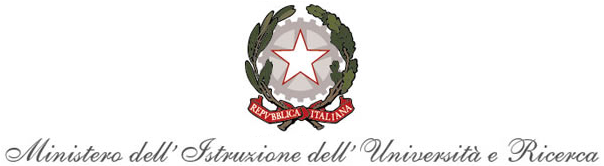 REPVBBLICA ITALIANA
Ministero dell' Istruzione dell' Università e Ricerca